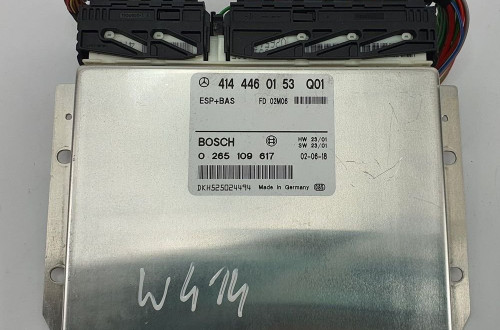 414 446 01 53 Q01
ESP+BAS FD 02M06
BOSCH HW 23/01
SW 23/01
0 265 109 617 02-06-18
DKH525024494 Made in Germany
W414